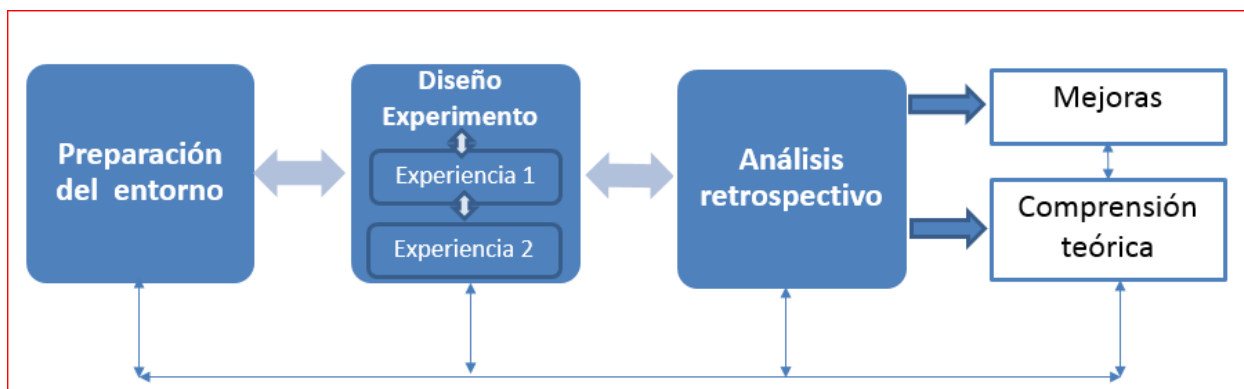 Preparación
del entorno
Diseño
Experimento
Experiencia 1
Experiencia 2
Análisis
retrospectivo
Mejoras
Comprensión
teórica